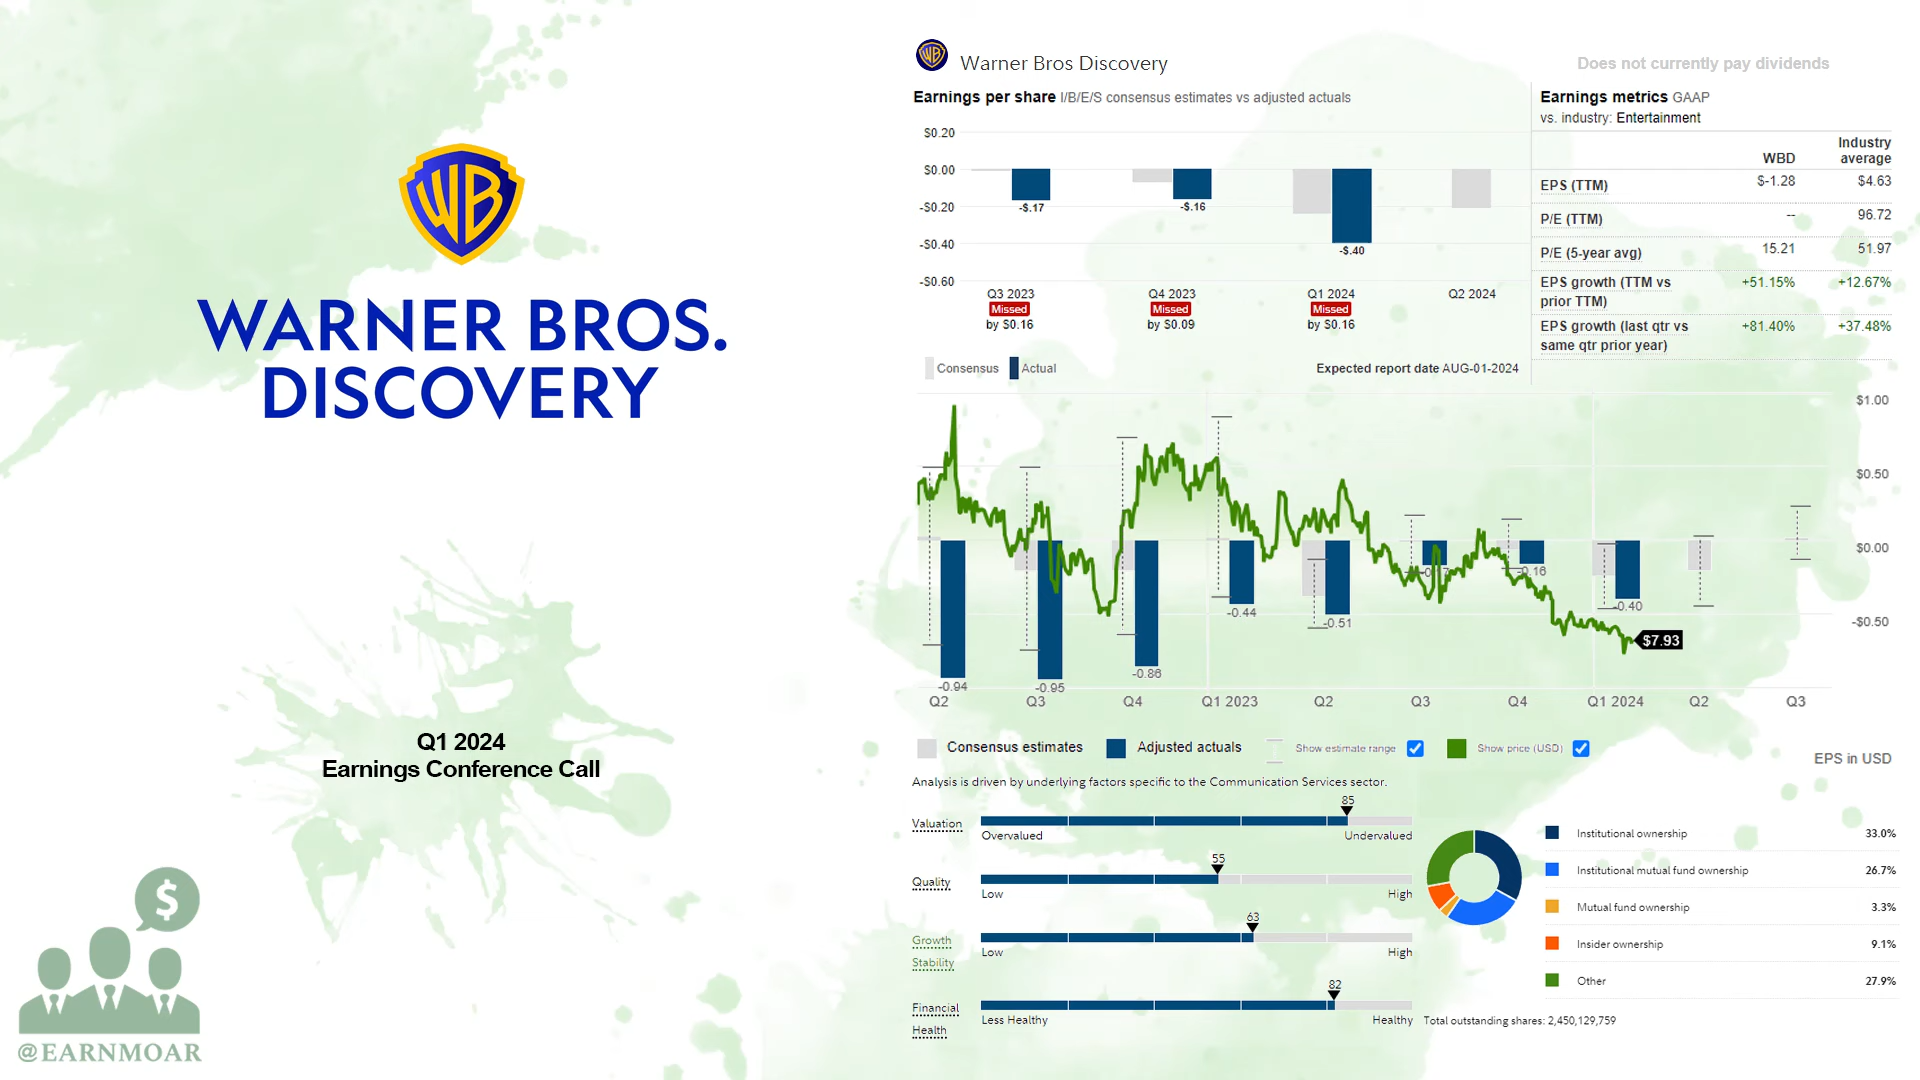 WB
WARNER BROS.
DISCOVERY
Q1 2024
Earnings Conference Call
$
@EARNMOAR
WB
Warner Bros Discovery
Does not currently pay dividends
Earnings per share I/B/E/S consensus estimates vs adjusted actuals
$0.20
$0.00
-$0.20
-$0.40
-$0.60
-$.17
-$.16
-$.40
Q3 2023
Q4 2023
Q1 2024
Q2 2024
Missed
Missed
Missed
by $0.16
by $0.09
by $0.16
Consensus
Actual
Expected report date AUG-01-2024
Earnings metrics GAAP
vs. industry: Entertainment
WBD
Industry
average
EPS (TTM) $-1.28 $4.63
P/E (TTM) -- 96.72
P/E (5-year avg) 15.21 51.97
EPS growth (TTM vs
prior TTM) +51.15% +12.67%
EPS growth (last qtr vs
same qtr prior year) +81.40% +37.48%
$1.00
$0.50
$0.00
-$0.50
-0.94
-0.95
-0.86
-0.44
-0.51
-0.17
-0.16
-0.40
$7.93
Q2
Q3
Q4
Q1 2023
Q2
Q3
Q4
Q1 2024
Q2
Q3
Consensus estimates
Adjusted actuals
Show estimate range
Show price (USD)
EPS in USD
Analysis is driven by underlying factors specific to the Communication Services sector.
Valuation
85
Overvalued
Undervalued
Quality
55
Low
High
Growth
Stability
63
Low
High
Financial
Health
82
Less Healthy
Healthy
Institutional ownership 33.0%
Institutional mutual fund ownership 26.7%
Mutual fund ownership 3.3%
Insider ownership 9.1%
Other 27.9%
Total outstanding shares: 2,450,129,759